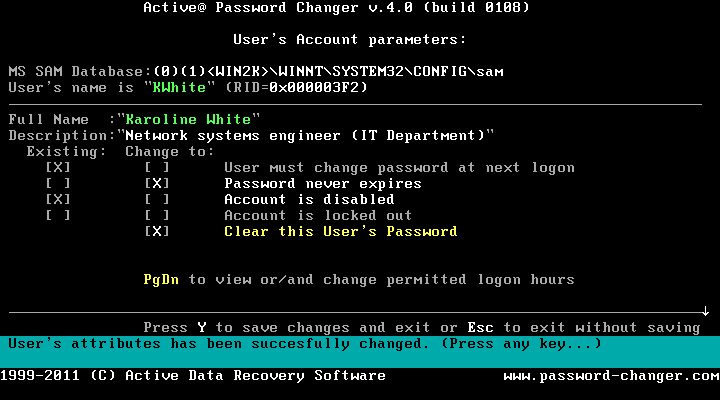 Active@ Password Changer v.4.0 (build 0108)
User's Account parameters:
MS SAM Database:(0)(1)<WIN2K>\WINNT\SYSTEM32\CONFIG\sam
User's name is "KWhite" (RID=0x000003F2)
Full Name :"Karoline White"
Description:"Network systems engineer (IT Department)"
Existing: Change to:
[X] [ ] User must change password at next logon
[ ] [X] Password never expires
[X] [ ] Account is disabled
[ ] [ ] Account is locked out
[X] Clear this User's Password
PgDn to view or/and change permitted logon hours
Press Y to save changes and exit or Esc to exit without saving
User's attributes has been succesfully changed. (Press any key...)
1999-2011 (C) Active Data Recovery Software www.password-changer.com